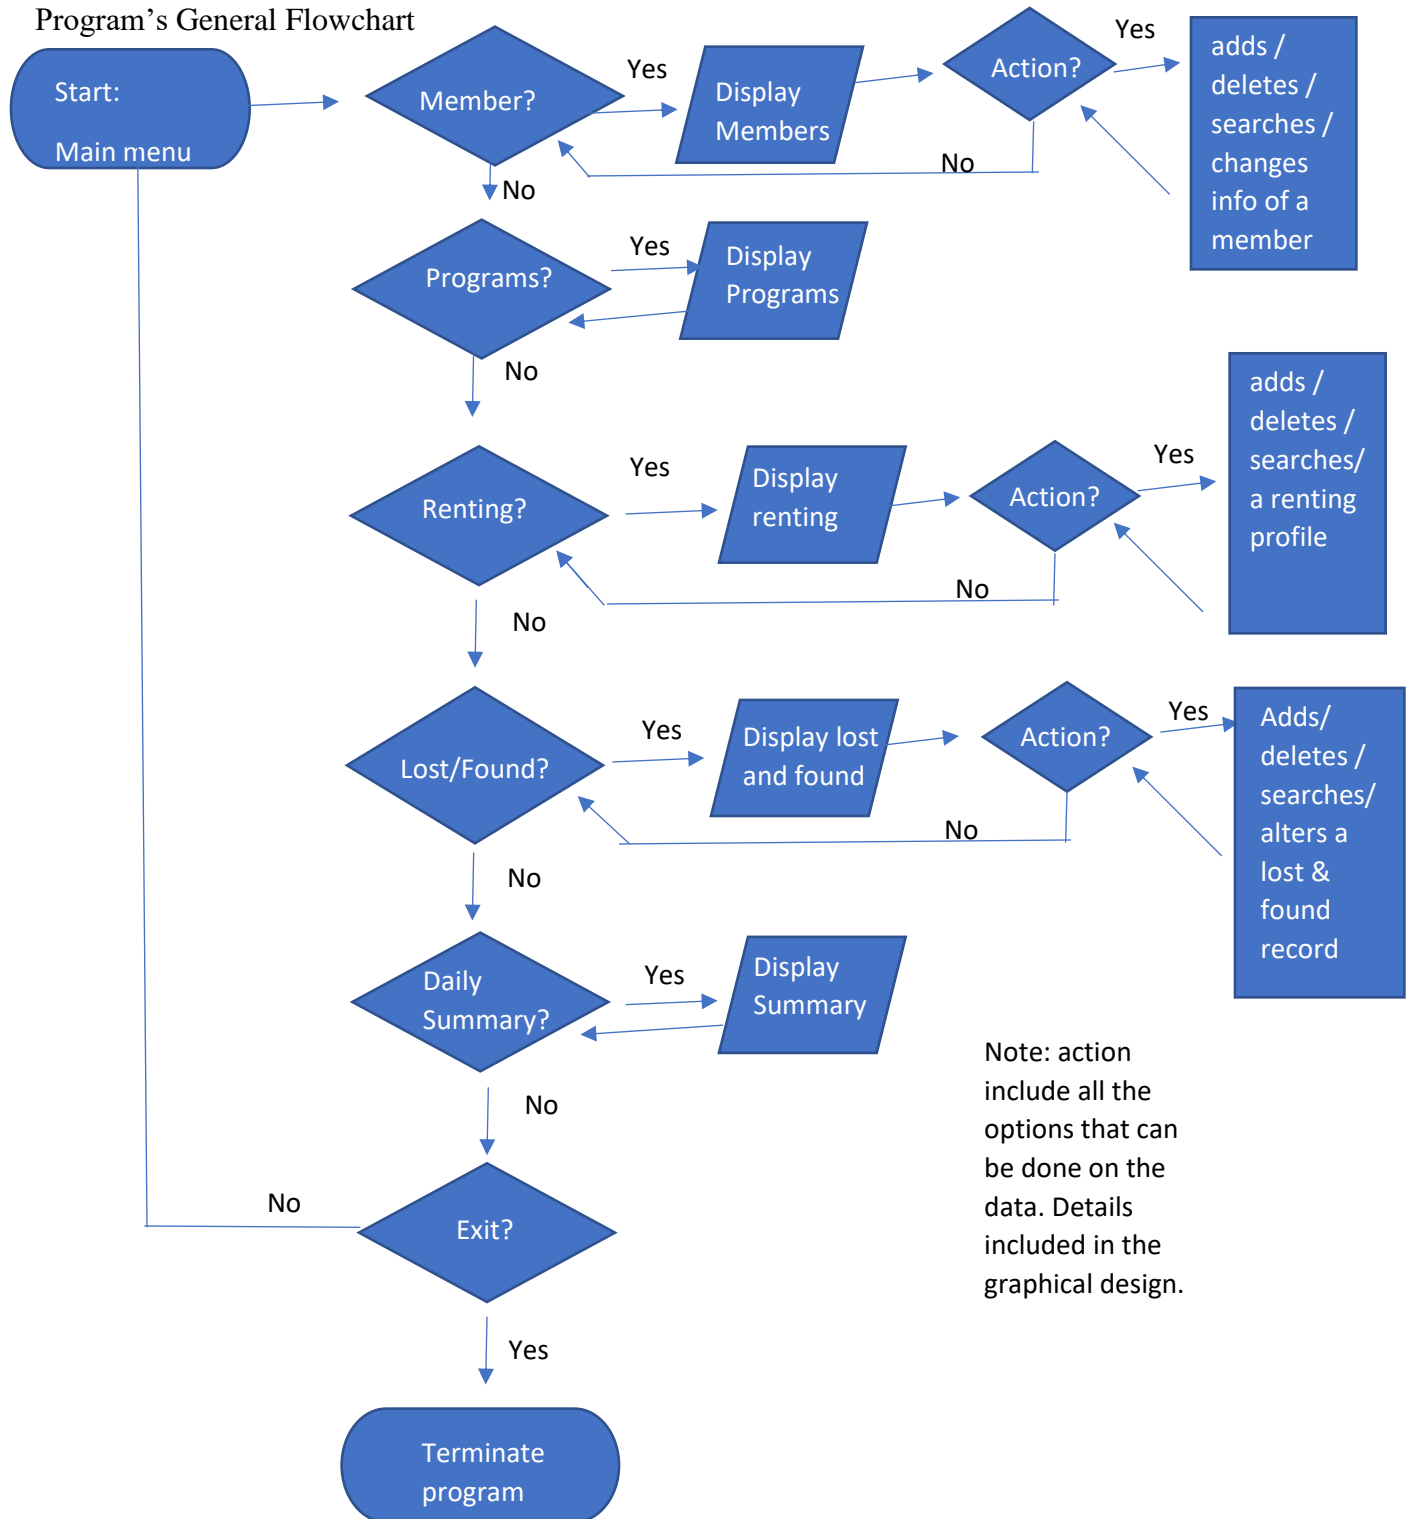 Program's General Flowchart
Start:
Main menu
Member?
Yes
Display
Members
Action?
Yes
adds /
deletes /
searches /
changes
info of a
member
No
No
Programs?
Yes
Display
Programs
No
Renting?
Yes
Display
renting
Action?
Yes
adds /
deletes /
searches/
a renting
profile
No
No
Lost/Found?
Yes
Display lost
and found
Action?
Yes
Adds/
deletes /
searches/
alters a
lost &
found
record
No
No
Daily
Summary?
Yes
Display
Summary
No
Note: action
include all the
options that can
be done on the
data. Details
included in the
graphical design.
No
Exit?
Yes
Terminate
program